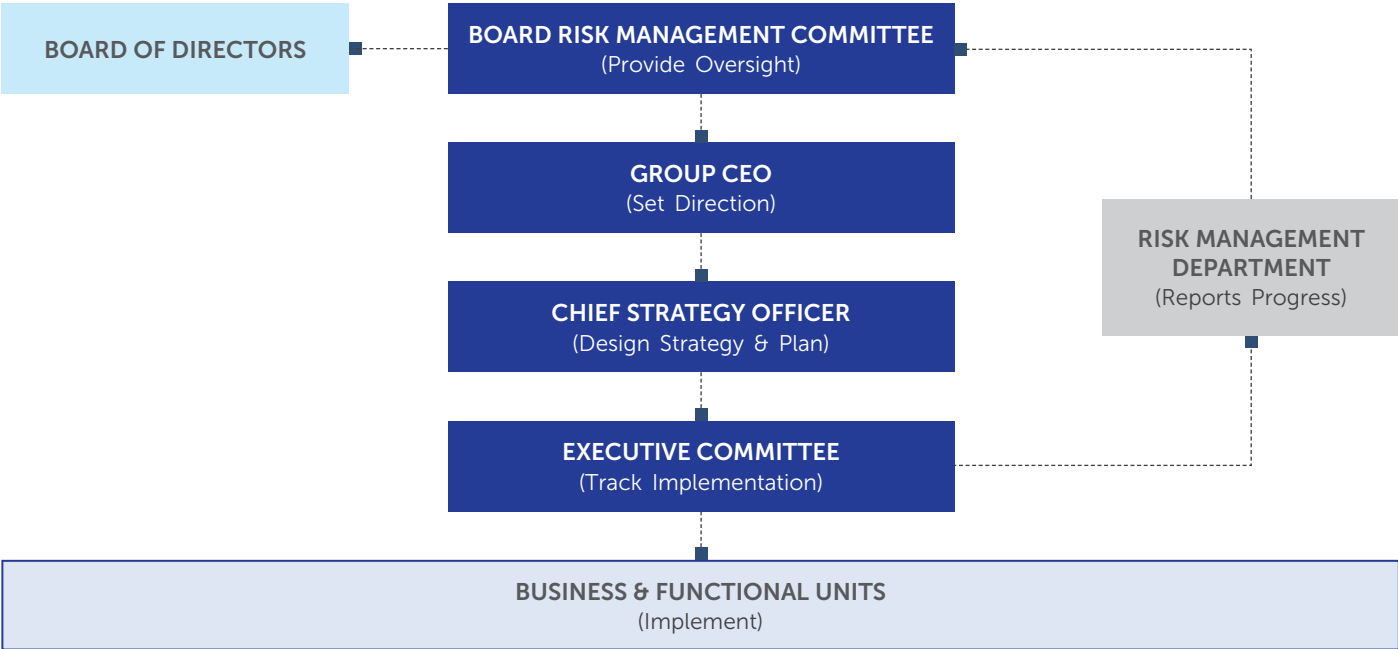 BOARD OF DIRECTORS
BOARD RISK MANAGEMENT COMMITTEE
(Provide Oversight)
GROUP CEO
(Set Direction)
RISK MANAGEMENT
DEPARTMENT
(Reports Progress)
CHIEF STRATEGY OFFICER
(Design Strategy & Plan)
EXECUTIVE COMMITTEE
(Track Implementation)
BUSINESS & FUNCTIONAL UNITS
(Implement)